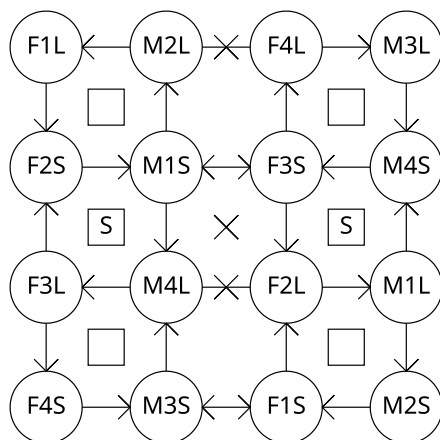 F1L M2L F4L M3L
F2S M1S F3S M4S
S S
F3L M4L F2L M1L
F4S M3S F1S M2S